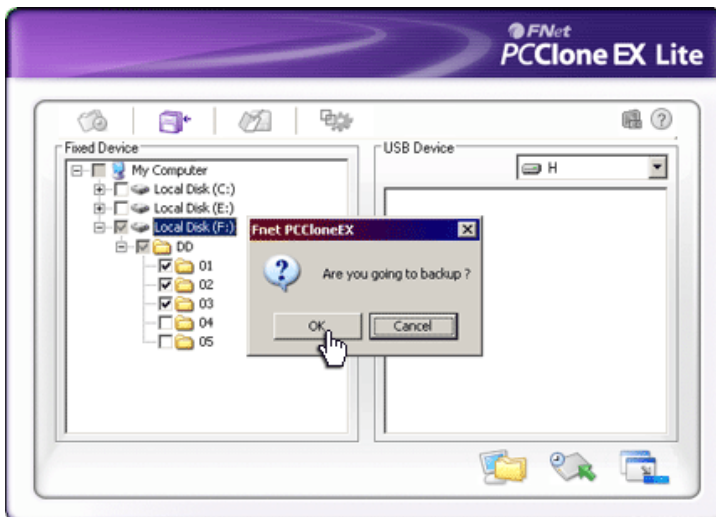 FNet
PCClone EX Lite
Fixed Device
USB Device
My Computer
H
Local Disk (C:)
Local Disk (E:)
Local Disk (F:)
Fnet PCCloneEX
DD
01
Are you going to backup ?
02
03
04
OK
Cancel
05